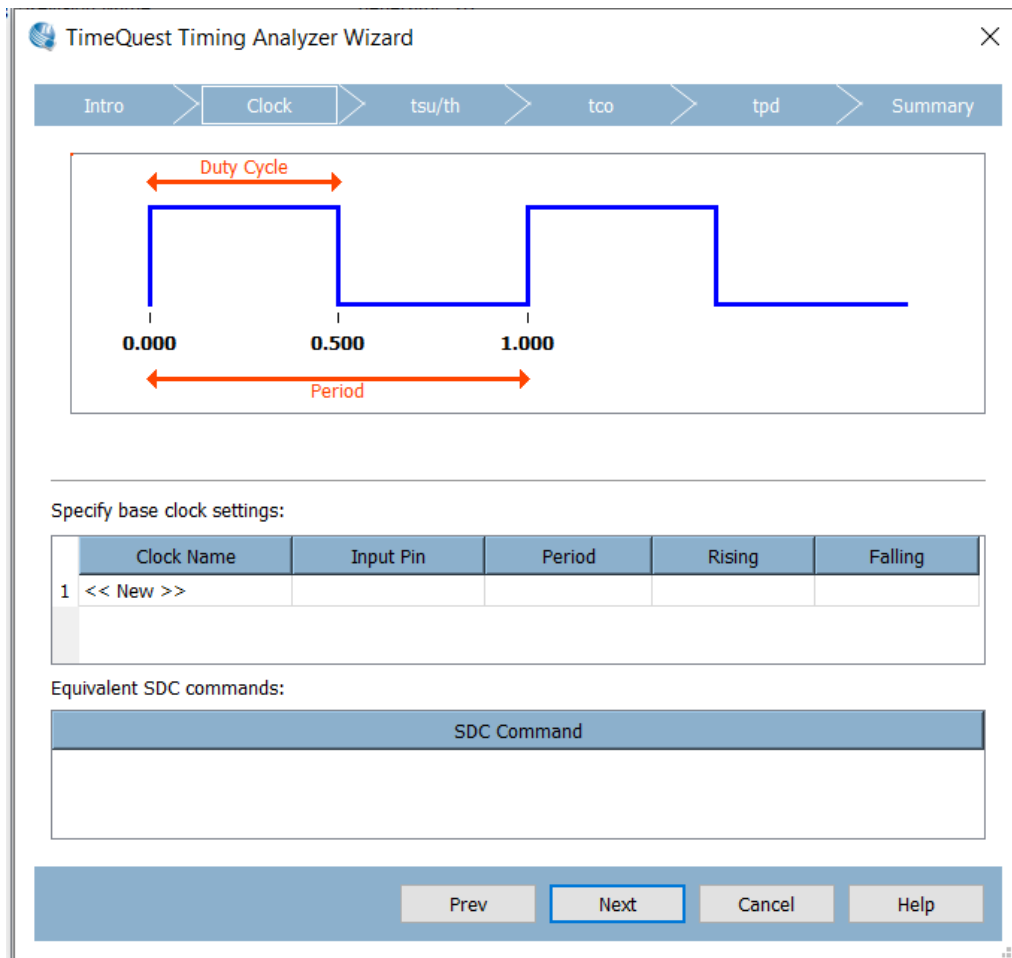 TimeQuest Timing Analyzer Wizard
Intro Clock tsu/th tco tpd Summary
Duty Cycle
0.000 0.500 1.000
Period
Specify base clock settings:
Clock Name Input Pin Period Rising Falling
1 << New >>
Equivalent SDC commands:
SDC Command
Prev Next Cancel Help